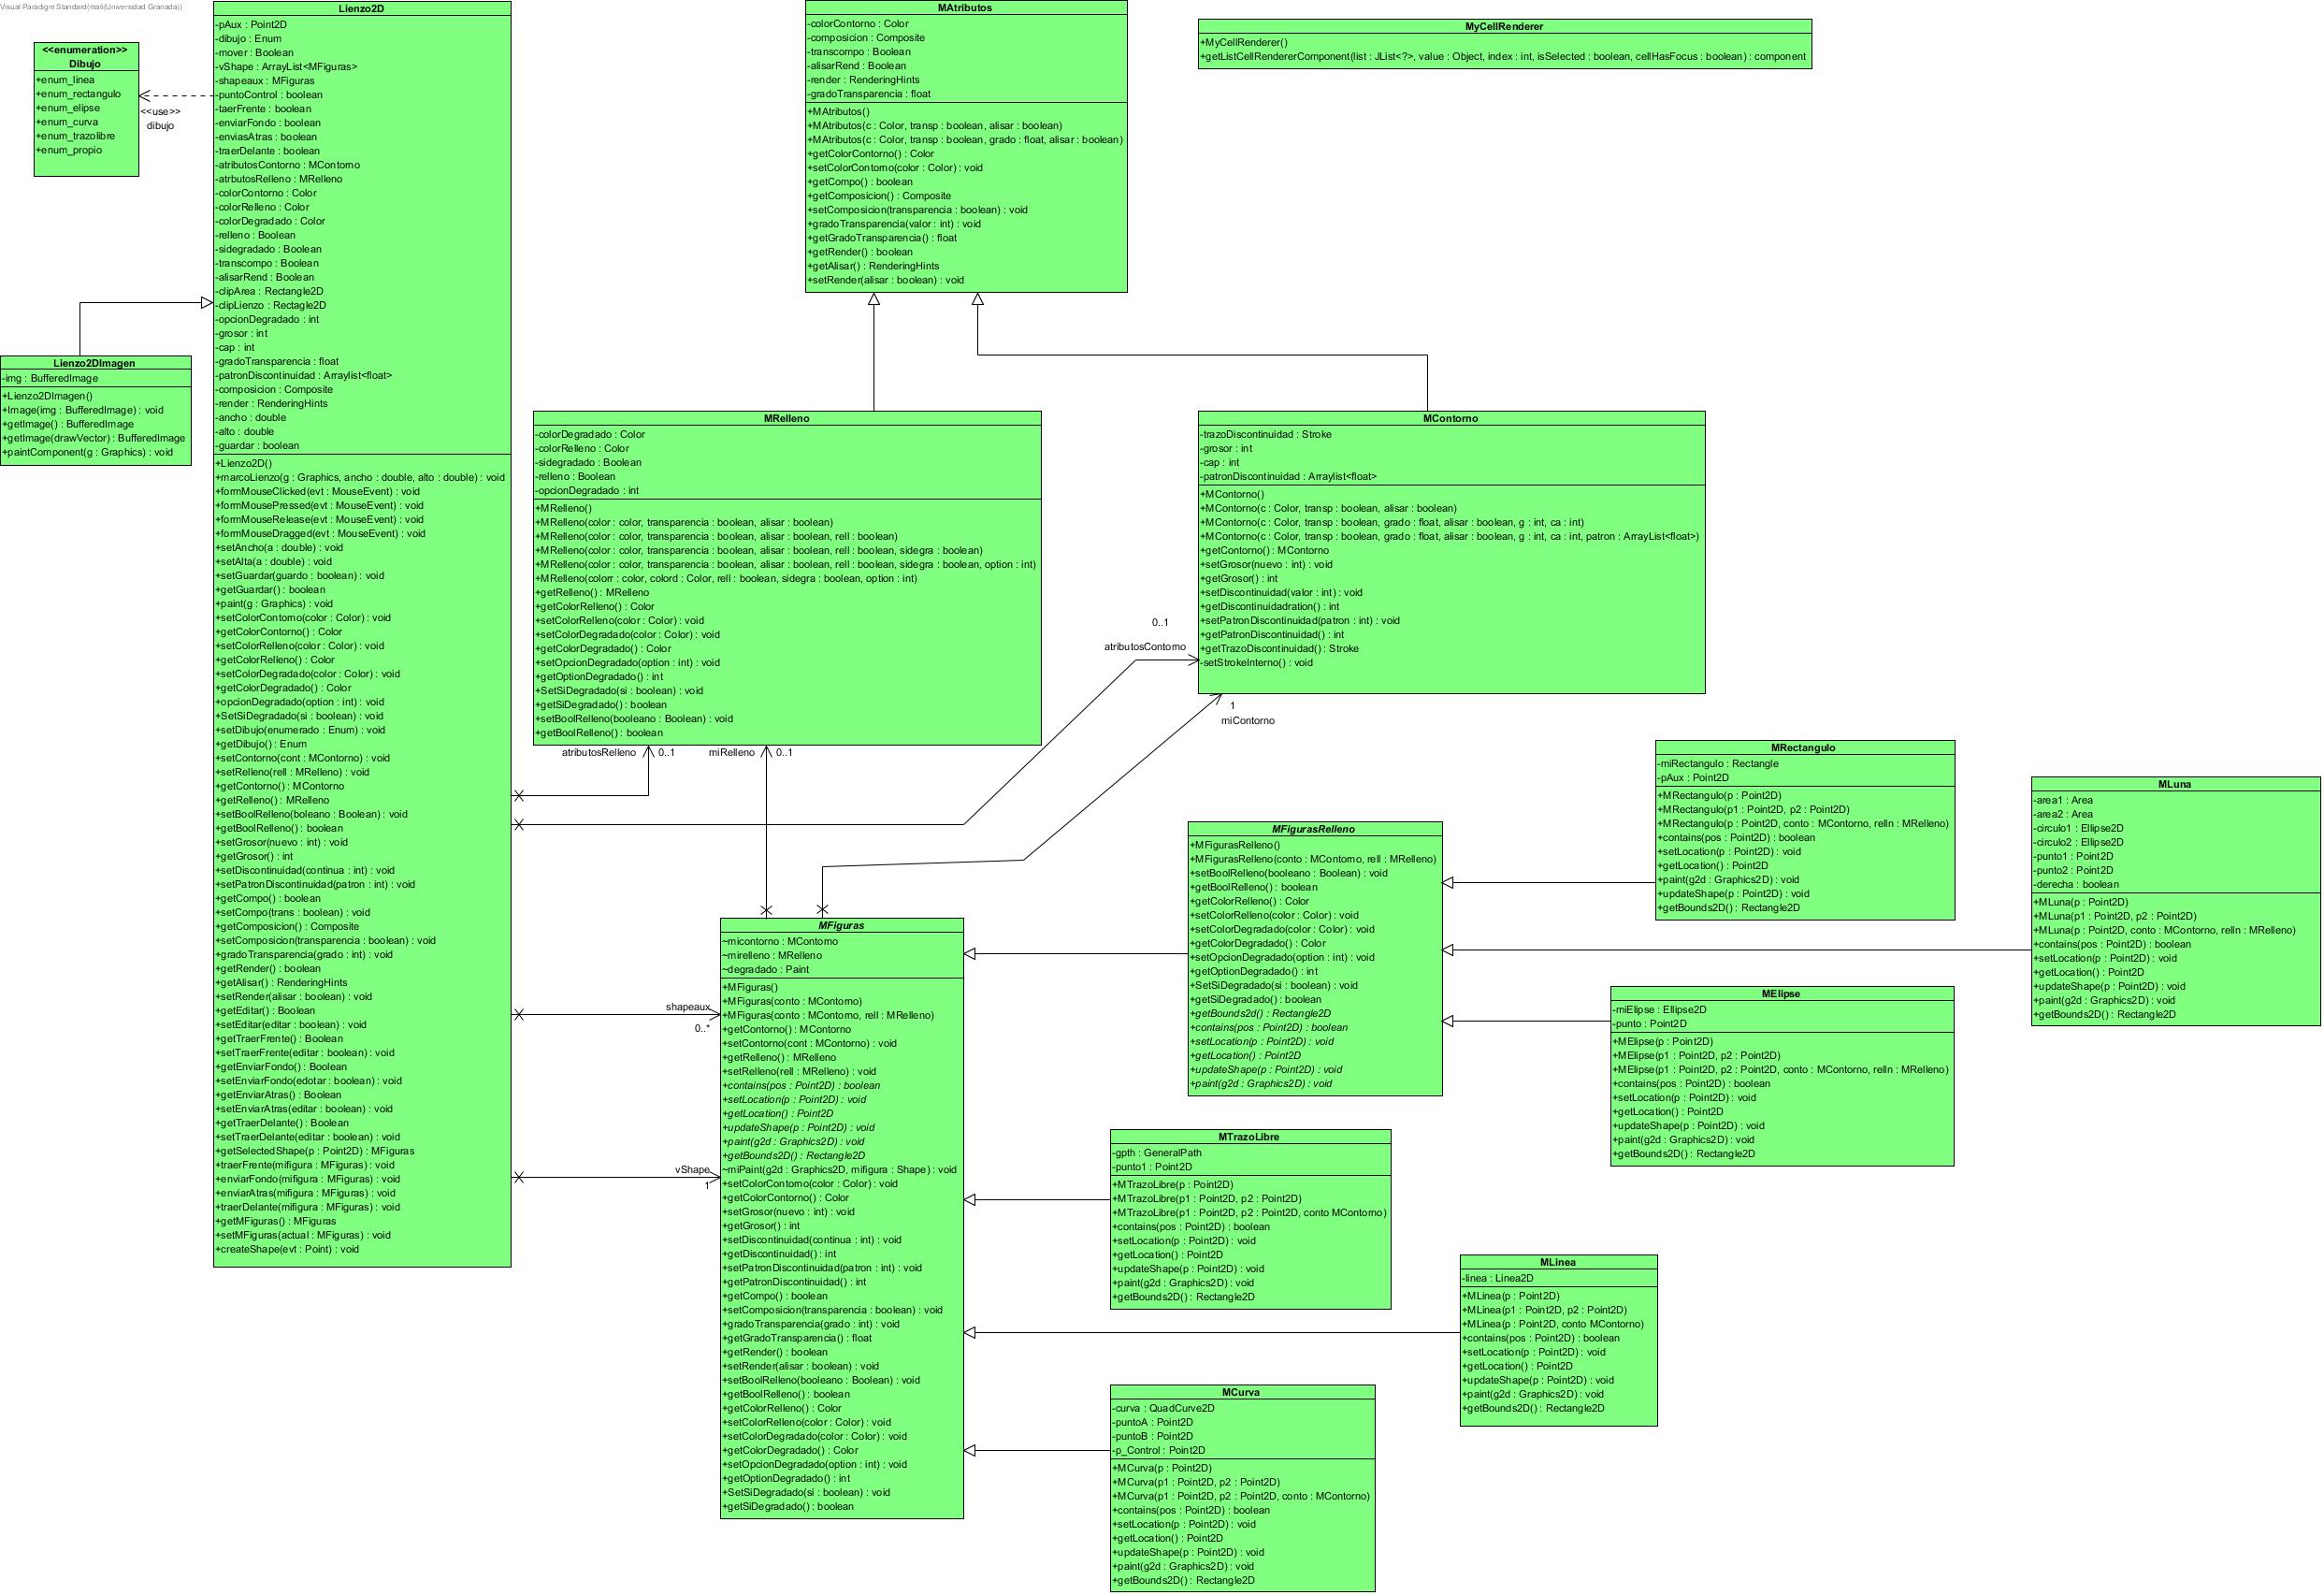 Visual Paradigm Standard(mati(Universidad Granada))
<<enumeration>>
Dibujo
+enum_linea
+enum_rectangulo
+enum_elipse
+enum_curva
+enum_trazolibre
+enum_propio
<<use>>
dibujo
Lienzo2D
-pAux : Point2D
-dibujo : Enum
-mover : Boolean
-vShape : ArrayList<MFiguras>
-shapeaux : MFiguras
-puntoControl : boolean
-taerFrente : boolean
-enviarFondo : boolean
-enviasAtras : boolean
-traerDelante : boolean
-atributosContorno : MContorno
-atrbutosRelleno : MRelleno
-colorContorno : Color
-colorRelleno : Color
-colorDegradado : Color
-relleno : Boolean
-sidegradado : Boolean
-transcompo : Boolean
-alisarRend : Boolean
-clipArea : Rectangle2D
-clipLienzo : Rectagle2D
-opcionDegradado : int
-grosor : int
-cap : int
-gradoTransparencia : float
-patronDiscontinuidad : Arraylist<float>
-composicion : Composite
-render : RenderingHints
-ancho : double
-alto : double
-guardar : boolean
+Lienzo2D()
+marcoLienzo(g : Graphics, ancho : double, alto : double) : void
+formMouseClicked(evt : MouseEvent) : void
+formMousePressed(evt : MouseEvent) : void
+formMouseRelease(evt : MouseEvent) : void
+formMouseDragged(evt : MouseEvent) : void
+setAncho(a : double) : void
+setAlta(a : double) : void
+setGuardar(guardo : boolean) : void
+getGuardar() : boolean
+paint(g : Graphics) : void
+setColorContorno(color : Color) : void
+getColorContorno() : Color
+setColorRelleno(color : Color) : void
+getColorRelleno() : Color
+setColorDegradado(color : Color) : void
+getColorDegradado() : Color
+opcionDegradado(option : int) : void
+SetSiDegradado(si : boolean) : void
+setDibujo(enumerado : Enum) : void
+getDibujo() : Enum
+setContorno(cont : MContorno) : void
+setRelleno(rell : MRelleno) : void
+getContorno() : MContorno
+getRelleno() : MRelleno
+setBoolRelleno(boleano : Boolean) : void
+getBoolRelleno() : boolean
+setGrosor(nuevo : int) : void
+getGrosor() : int
+setDiscontinuidad(continua : int) : void
+setPatronDiscontinuidad(patron : int) : void
+getCompo() : boolean
+setCompo(trans : boolean) : void
+getComposicion() : Composite
+setComposicion(transparencia : boolean) : void
+gradoTransparencia(grado : int) : void
+getRender() : boolean
+getAlisar() : RenderingHints
+setRender(alisar : boolean) : void
+getEditar() : Boolean
+setEditar(editar : boolean) : void
+getTraerFrente() : Boolean
+setTraerFrente(editar : boolean) : void
+getEnviarFondo() : Boolean
+setEnviarFondo(edotar : boolean) : void
+getEnviarAtras() : Boolean
+setEnviarAtras(editar : boolean) : void
+getTraerDelante() : Boolean
+setTraerDelante(editar : boolean) : void
+getSelectedShape(p : Point2D) : MFiguras
+traerFrente(mifigura : MFiguras) : void
+enviarFondo(mifigura : MFiguras) : void
+enviarAtras(mifigura : MFiguras) : void
+traerDelante(mifigura : MFiguras) : void
+getMFiguras() : MFiguras
+setMFiguras(actual : MFiguras) : void
+createShape(evt : Point) : void
Lienzo2DImagen
-img : BufferedImage
+Lienzo2DImagen()
+Image(img : BufferedImage) : void
+getImage() : BufferedImage
+getImage(drawVector) : BufferedImage
+paintComponent(g : Graphics) : void
MAtributos
-colorContorno : Color
-composicion : Composite
-transcompo : Boolean
-alisarRend : Boolean
-render : RenderingHints
-gradoTransparencia : float
+MAtributos()
+MAtributos(c : Color, transp : boolean, alisar : boolean)
+MAtributos(c : Color, transp : boolean, grado : float, alisar : boolean)
+getColorContorno() : Color
+setColorContorno(color : Color) : void
+getCompo() : boolean
+getComposicion() : Composite
+setComposicion(transparencia : boolean) : void
+gradoTransparencia(valor : int) : void
+getGradoTransparencia() : float
+getRender() : boolean
+getAlisar() : RenderingHints
+setRender(alisar : boolean) : void
MyCellRenderer
+MyCellRenderer()
+getListCellRendererComponent(list : JList<?>, value : Object, index : int, isSelected : boolean, cellHasFocus : boolean) : component
MRelleno
-colorDegradado : Color
-colorRelleno : Color
-sidegradado : Boolean
-relleno : Boolean
-opcionDegradado : int
+MRelleno()
+MRelleno(color : color, transparencia : boolean, alisar : boolean)
+MRelleno(color : color, transparencia : boolean, alisar : boolean, rell : boolean)
+MRelleno(color : color, transparencia : boolean, alisar : boolean, rell : boolean, sidegra : boolean)
+MRelleno(color : color, transparencia : boolean, alisar : boolean, rell : boolean, sidegra : boolean, option : int)
+MRelleno(colorr : color, colord : Color, rell : boolean, sidegra : boolean, option : int)
+getRelleno() : MRelleno
+getColorRelleno() : Color
+setColorRelleno(color : Color) : void
+setColorDegradado(color : Color) : void
+getColorDegradado() : Color
+setOpcionDegradado(option : int) : void
+getOptionDegradado() : int
+SetSiDegradado(si : boolean) : void
+getSiDegradado() : boolean
+setBoolRelleno(booleano : Boolean) : void
+getBoolRelleno() : boolean
MContorno
-trazoDiscontinuidad : Stroke
-grosor : int
-cap : int
-patronDiscontinuidad : Arraylist<float>
+MContorno()
+MContorno(c : Color, transp : boolean, alisar : boolean)
+MContorno(c : Color, transp : boolean, grado : float, alisar : boolean, g : int, ca : int)
+MContorno(c : Color, transp : boolean, grado : float, alisar : boolean, g : int, ca : int, patron : ArrayList<float>)
+getContorno() : MContorno
+setGrosor(nuevo : int) : void
+getGrosor() : int
+setDiscontinuidad(valor : int) : void
+getDiscontinuidadration() : int
+setPatronDiscontinuidad(patron : int) : void
+getPatronDiscontinuidad() : int
+getTrazoDiscontinuidad() : Stroke
-setStrokeInterno() : void
0..1
atributosContorno
1
miContorno
atributosRelleno 0..1
miRelleno 0..1
shapeaux
0..*
vShape
1
MFiguras
~micontorno : MContorno
~mirelleno : MRelleno
~degradado : Paint
+MFiguras()
+MFiguras(conto : MContorno)
+MFiguras(conto : MContorno, rell : MRelleno)
+getContorno() : MContorno
+setContorno(cont : MContorno) : void
+getRelleno() : MRelleno
+setRelleno(rell : MRelleno) : void
+contains(pos : Point2D) : boolean
+setLocation(p : Point2D) : void
+getLocation() : Point2D
+updateShape(p : Point2D) : void
+paint(g2d : Graphics2D) : void
+getBounds2D() : Rectangle2D
~miPaint(g2d : Graphics2D, mifigura : Shape) : void
+setColorContorno(color : Color) : void
+getColorContorno() : Color
+setGrosor(nuevo : int) : void
+getGrosor() : int
+setDiscontinuidad(continua : int) : void
+getDiscontinuidad() : int
+setPatronDiscontinuidad(patron : int) : void
+getPatronDiscontinuidad() : int
+getCompo() : boolean
+setComposicion(transparencia : boolean) : void
+gradoTransparencia(grado : int) : void
+getGradoTransparencia() : float
+getRender() : boolean
+setRender(alisar : boolean) : void
+setBoolRelleno(booleano : Boolean) : void
+getBoolRelleno() : boolean
+getColorRelleno() : Color
+setColorRelleno(color : Color) : void
+setColorDegradado(color : Color) : void
+getColorDegradado() : Color
+setOpcionDegradado(option : int) : void
+getOptionDegradado() : int
+SetSiDegradado(si : boolean) : void
+getSiDegradado() : boolean
MFigurasRelleno
+MFigurasRelleno()
+MFigurasRelleno(conto : MContorno, rell : MRelleno)
+setBoolRelleno(booleano : Boolean) : void
+getBoolRelleno() : boolean
+getColorRelleno() : Color
+setColorRelleno(color : Color) : void
+setColorDegradado(color : Color) : void
+getColorDegradado() : Color
+setOpcionDegradado(option : int) : void
+getOptionDegradado() : int
+SetSiDegradado(si : boolean) : void
+getSiDegradado() : boolean
+getBounds2d() : Rectangle2D
+contains(pos : Point2D) : boolean
+setLocation(p : Point2D) : void
+getLocation() : Point2D
+updateShape(p : Point2D) : void
+paint(g2d : Graphics2D) : void
MRectangulo
-miRectangulo : Rectangle
-pAux : Point2D
+MRectangulo(p : Point2D)
+MRectangulo(p1 : Point2D, p2 : Point2D)
+MRectangulo(p : Point2D, conto : MContorno, relln : MRelleno)
+contains(pos : Point2D) : boolean
+setLocation(p : Point2D) : void
+getLocation() : Point2D
+paint(g2d : Graphics2D) : void
+updateShape(p : Point2D) : void
+getBounds2D() : Rectangle2D
MLuna
-area1 : Area
-area2 : Area
-circulo1 : Ellipse2D
-circulo2 : Ellipse2D
-punto1 : Point2D
-punto2 : Point2D
-derecha : boolean
+MLuna(p : Point2D)
+MLuna(p1 : Point2D, p2 : Point2D)
+MLuna(p : Point2D, conto : MContorno, relln : MRelleno)
+contains(pos : Point2D) : boolean
+setLocation(p : Point2D) : void
+getLocation() : Point2D
+updateShape(p : Point2D) : void
+paint(g2d : Graphics2D) : void
+getBounds2D() : Rectangle2D
MElipse
-miElipse : Ellipse2D
-punto : Point2D
+MElipse(p : Point2D)
+MElipse(p1 : Point2D, p2 : Point2D)
+MElipse(p1 : Point2D, p2 : Point2D, conto : MContorno, relln : MRelleno)
+contains(pos : Point2D) : boolean
+setLocation(p : Point2D) : void
+getLocation() : Point2D
+updateShape(p : Point2D) : void
+paint(g2d : Graphics2D) : void
+getBounds2D() : Rectangle2D
MTrazoLibre
-gpth : GeneralPath
-punto1 : Point2D
+MTrazoLibre(p : Point2D)
+MTrazoLibre(p1 : Point2D, p2 : Point2D)
+MTrazoLibre(p1 : Point2D, p2 : Point2D, conto MContorno)
+contains(pos : Point2D) : boolean
+setLocation(p : Point2D) : void
+getLocation() : Point2D
+updateShape(p : Point2D) : void
+paint(g2d : Graphics2D) : void
+getBounds2D() : Rectangle2D
MLinea
-linea : Linea2D
+MLinea(p : Point2D)
+MLinea(p1 : Point2D, p2 : Point2D)
+MLinea(p : Point2D, conto MContorno)
+contains(pos : Point2D) : boolean
+setLocation(p : Point2D) : void
+getLocation() : Point2D
+updateShape(p : Point2D) : void
+paint(g2d : Graphics2D) : void
+getBounds2D() : Rectangle2D
MCurva
-curva : QuadCurve2D
-puntoA : Point2D
-puntoB : Point2D
-p_Control : Point2D
+MCurva(p : Point2D)
+MCurva(p1 : Point2D, p2 : Point2D)
+MCurva(p1 : Point2D, p2 : Point2D, conto : MContorno)
+contains(pos : Point2D) : boolean
+setLocation(p : Point2D) : void
+getLocation() : Point2D
+updateShape(p : Point2D) : void
+paint(g2d : Graphics2D) : void
+getBounds2D() : Rectangle2D